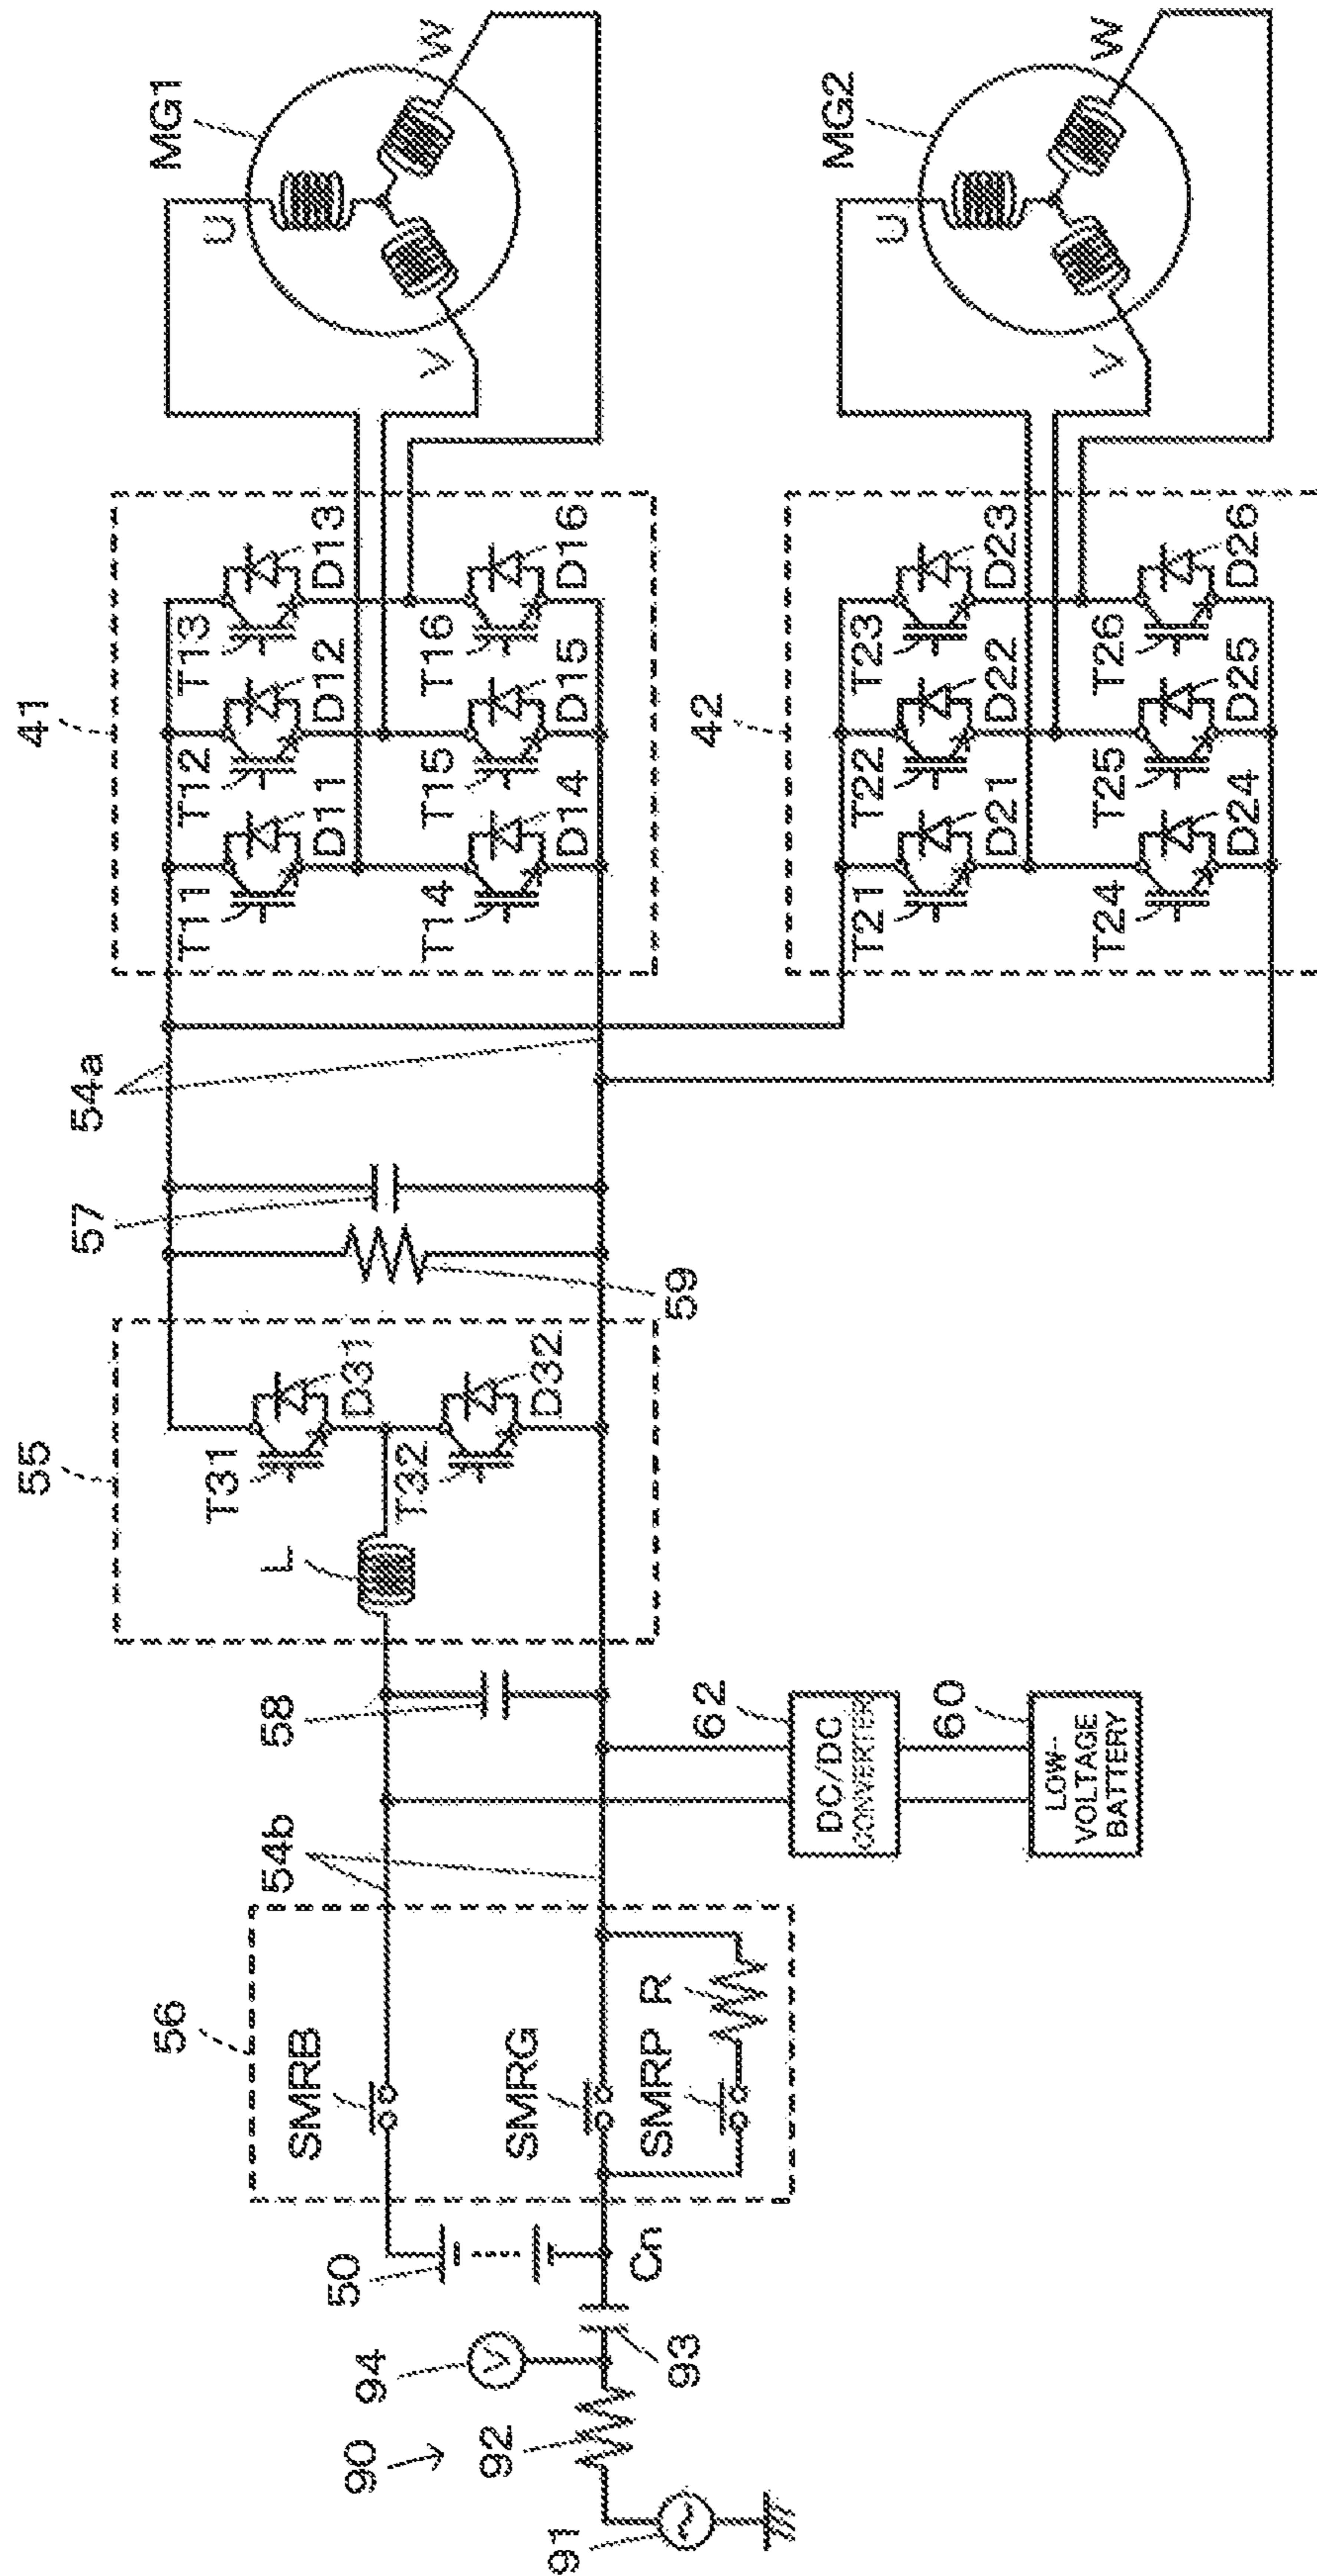 MG1
U
V
W
41
T11
T12
T13
D11
D12
D13
T14
T15
T16
D14
D15
D16
MG2
U
V
W
42
T21
T22
T23
D21
D22
D23
T24
T25
T26
D24
D25
D26
54a
57
59
55
L
T31
D31
T32
D32
58
54b
62
DC/DC
CONVERTER
60
LOW-
VOLTAGE
BATTERY
56
SMRB
SMRG
SMRP
R
50
Cn
94
V
93
90
92
91